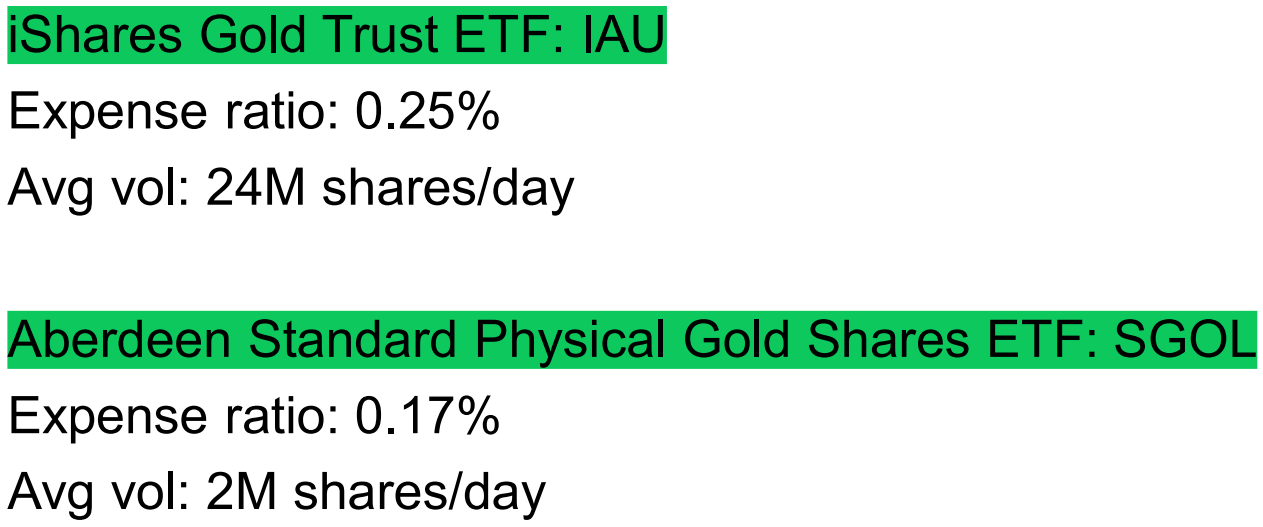 iShares Gold Trust ETF: IAU
Expense ratio: 0.25%
Avg vol: 24M shares/day
Aberdeen Standard Physical Gold Shares ETF: SGOL
Expense ratio: 0.17%
Avg vol: 2M shares/day